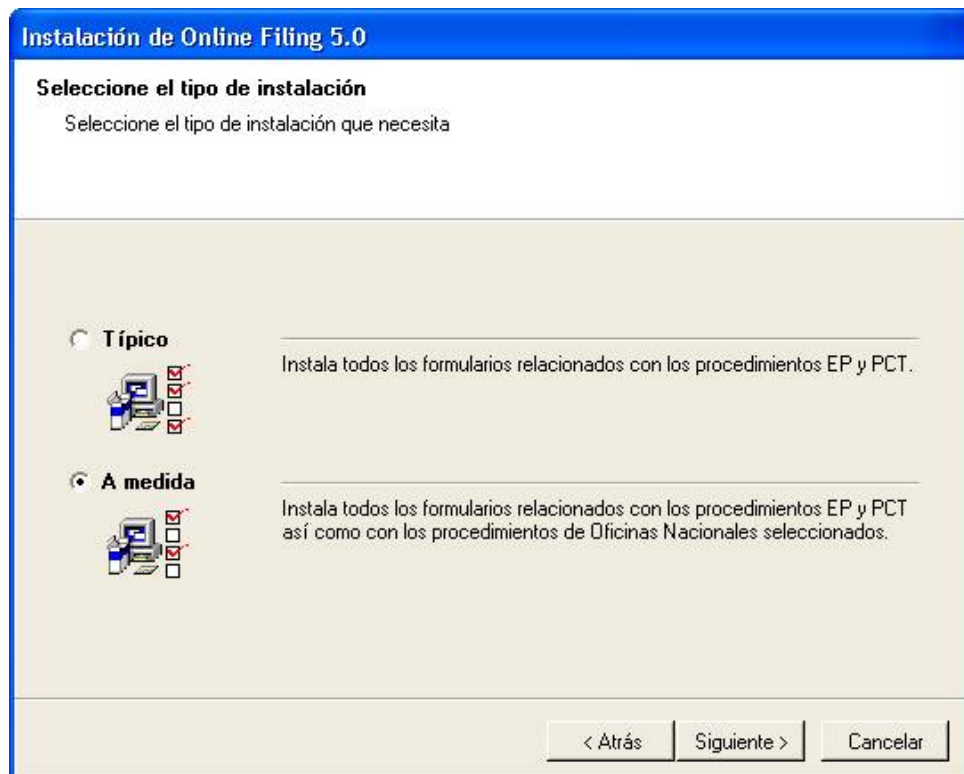 Instalación de Online Filing 5.0
Seleccione el tipo de instalación
Seleccione el tipo de instalación que necesita
Típico
Instala todos los formularios relacionados con los procedimientos EP y PCT.
A medida
Instala todos los formularios relacionados con los procedimientos EP y PCT
así como con los procedimientos de Oficinas Nacionales seleccionados.
< Atrás
Siguiente >
Cancelar